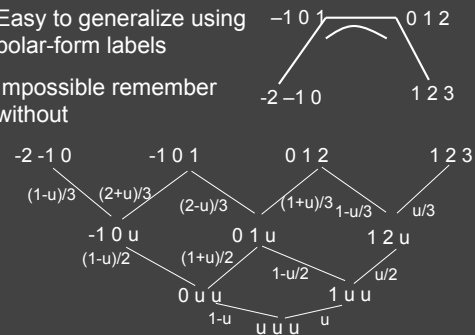 Easy to generalize using
polar-form labels
mpossible remember
without
–1 0 1
0 1 2
-2 –1 0
1 2 3
-2 -1 0
-1 0 1
0 1 2
1 2 3
(1-u)/3
(2+u)/3
(2-u)/3
(1+u)/3
1-u/3
u/3
-1 0 u
0 1 u
1 2 u
(1-u)/2
(1+u)/2
1-u/2
u/2
0 u u
1 u u
1-u
u
u u u